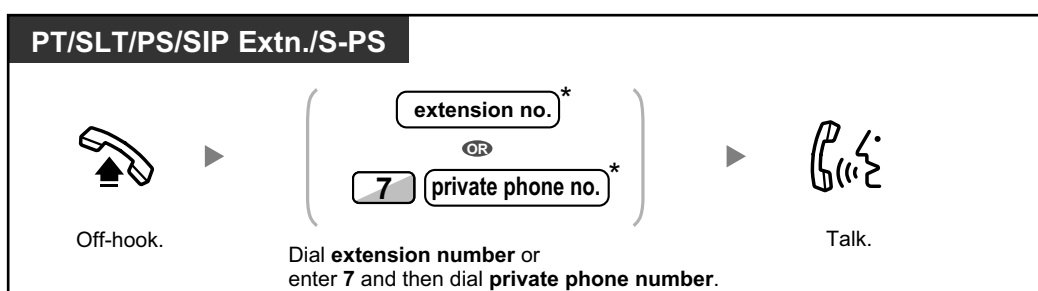 PT/SLT/PS/SIP Extn./S-PS
extension no.*
OR
7 private phone no.*
Off-hook.
Dial extension number or
enter 7 and then dial private phone number.
Talk.